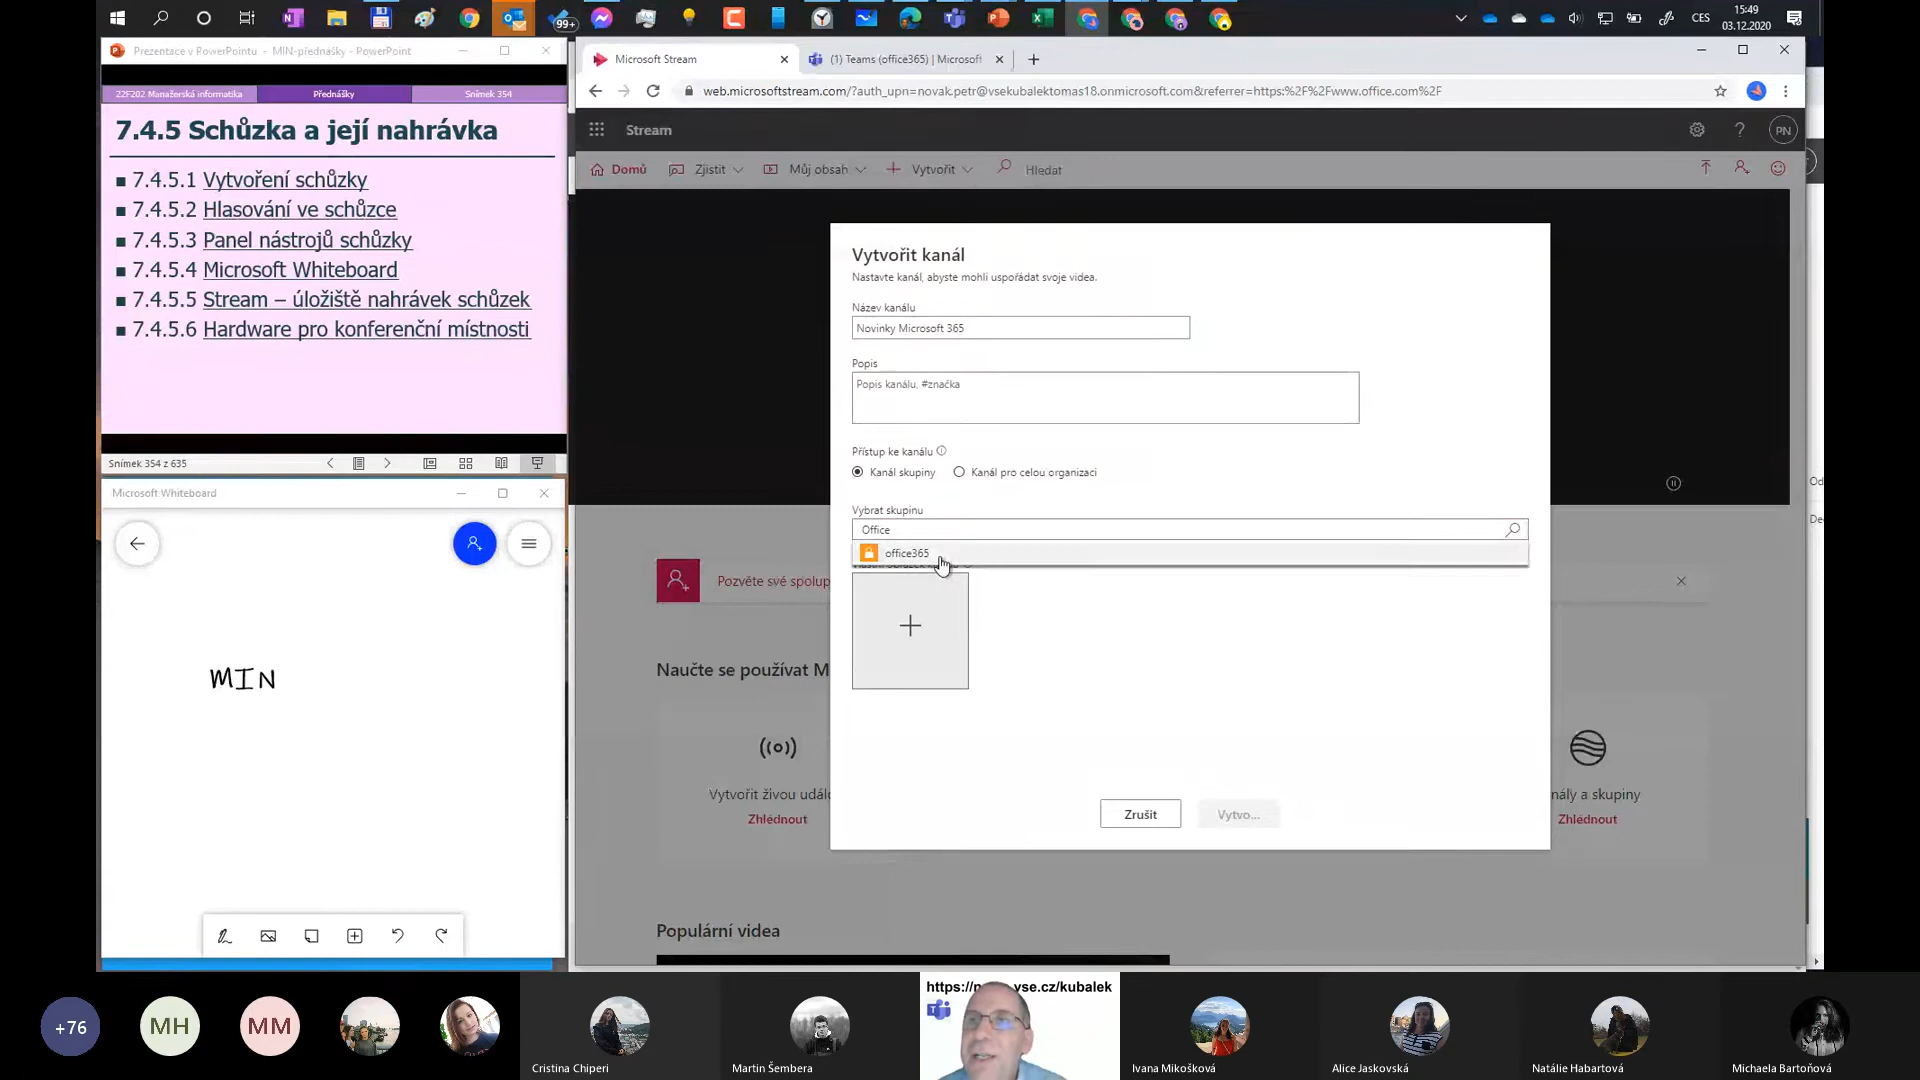 99+
CES
15:49
03.12.2020
Prezentace v PowerPointu - MIN-přednášky - PowerPoint
22F202 Manažerská informatika
Přednášky
Snímek 354
7.4.5 Schůzka a její nahrávka
7.4.5.1 Vytvoření schůzky
7.4.5.2 Hlasování ve schůzce
7.4.5.3 Panel nástrojů schůzky
7.4.5.4 Microsoft Whiteboard
7.4.5.5 Stream – úložiště nahrávek schůzek
7.4.5.6 Hardware pro konferenční místnosti
Snímek 354 z 635
Microsoft Whiteboard
MIN
Microsoft Stream
(1) Teams (office365) | Microsof
web.microsoftstream.com/?auth_upn=novak.petr@vsekubalektomas18.onmicrosoft.com&referrer=https:%2F%2Fwww.office.com%2F
Stream
PN
Domů
Zjistit
Můj obsah
Vytvořit
Hledat
Vytvořit kanál
Nastavte kanál, abyste mohli uspořádat svoje videa.
Název kanálu
Novinky Microsoft 365
Popis
Popis kanálu, #značka
Přístup ke kanálu
Kanál skupiny
Kanál pro celou organizaci
Vybrat skupinu
Office
office365
Zrušit
Vytvo...
Pozvěte své spolup
Naučte se používat M
Vytvořit živou udál
Zhlédnout
nály a skupiny
Zhlédnout
Populární videa
Od
De
+76
MH
MM
Cristina Chiperi
Martin Šembera
.vse.cz/kubalek
Ivana Mikošková
Alice Jaskovská
Natálie Habartová
Michaela Bartoňová